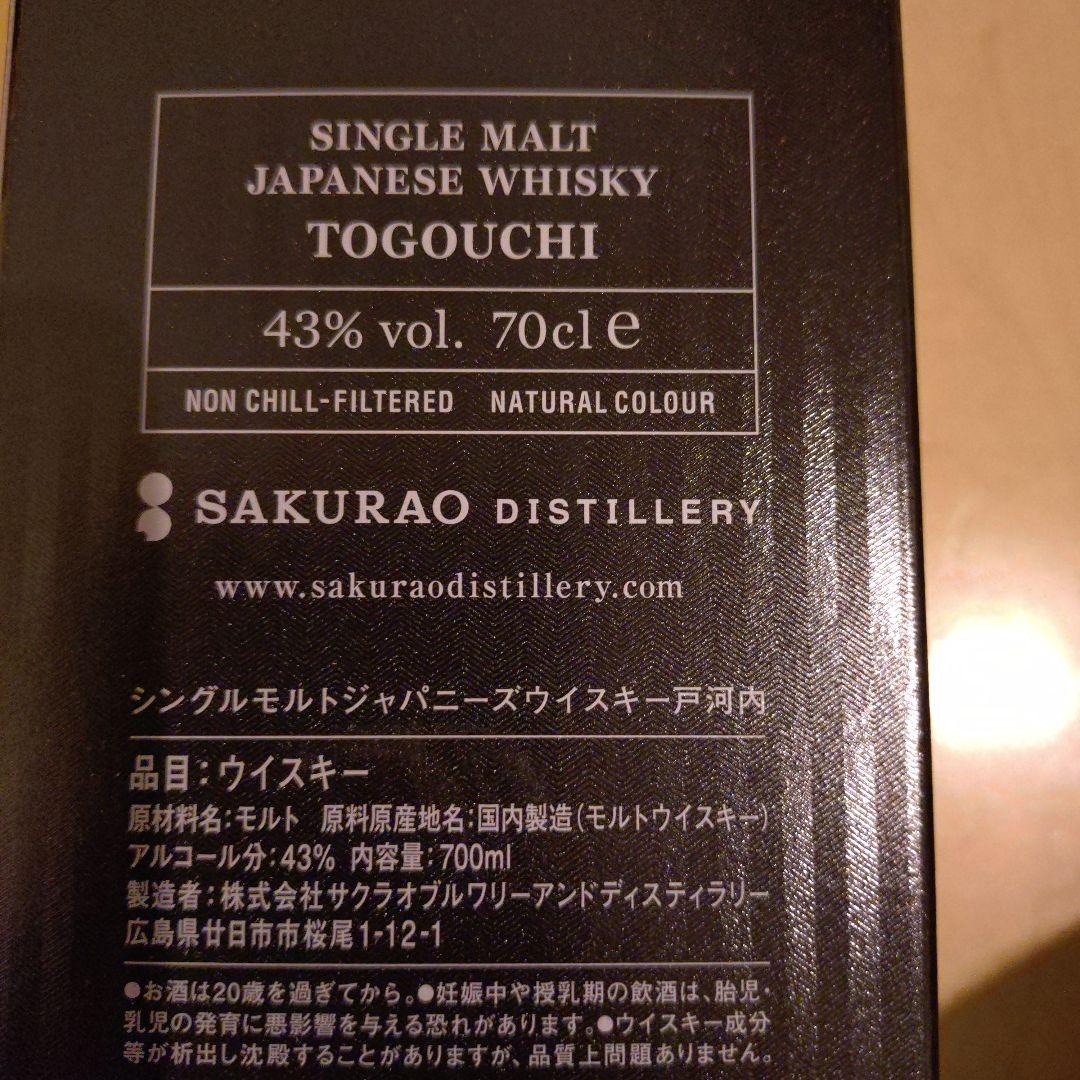 SINGLE MALT
JAPANESE WHISKY
TOGOUCHI
43% vol. 70cl e
NON CHILL-FILTERED NATURAL COLOUR
SAKURAO DISTILLERY
www.sakuraodistillery.com
シングルモルトジャパニーズウイスキー戸河内
品目：ウイスキー
原材料名：モルト 原料原産地名：国内製造（モルトウイスキー）
アルコール分：43% 内容量：700ml
製造者：株式会社サクラオブルワリーアンドディスティラリー
広島県廿日市市桜尾1-12-1
●お酒は20歳を過ぎてから。●妊娠中や授乳期の飲酒は、胎児・
乳児の発育に悪影響を与える恐れがあります。●ウイスキー成分
等が析出し沈殿することがありますが、品質上問題ありません。